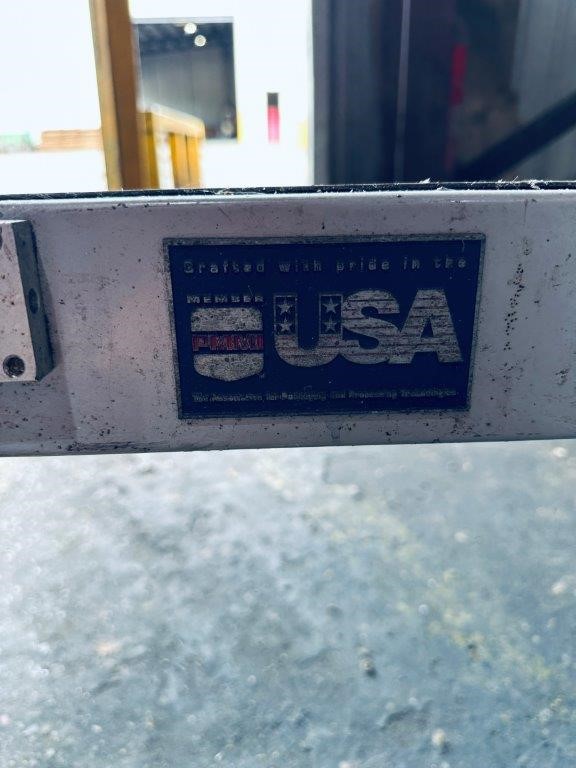 Crafted with pride in the
MEMBER
PMMI
USA
The Association for Packaging and Processing Technologies